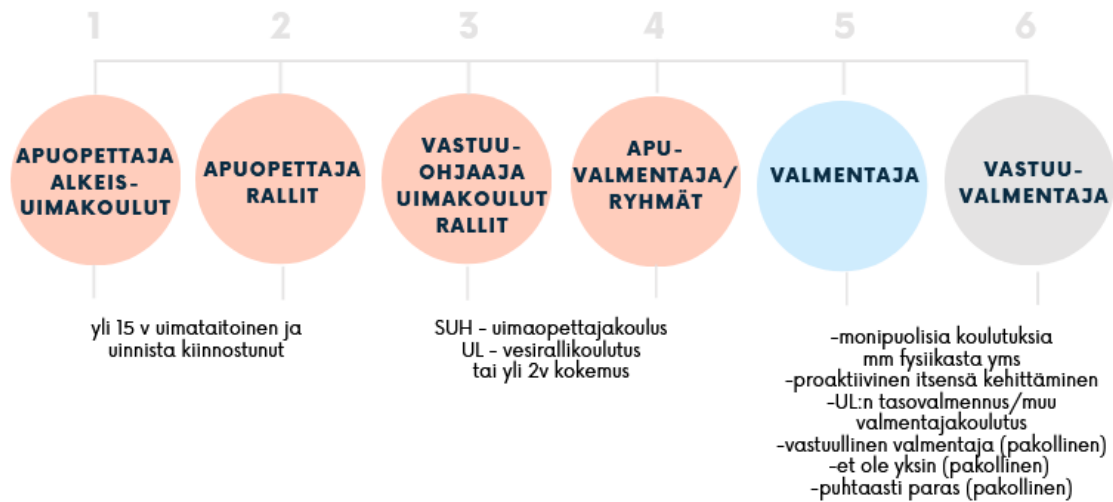 1 2 3 4 5 6
APUOPETTAJA
ALKEIS-
UIMAKOULUT
APUOPETTAJA
RALLIT
VASTUU-
OHJAAJA
UIMAKOULUT
RALLIT
APU-
VALMENTAJA/
RYHMÄT
VALMENTAJA
VASTUU-
VALMENTAJA
yli 15 v uimataitoinen ja
uinnista kiinnostunut
SUH - uimaopettajakoulus
UL - vesirallikoulutus
tai yli 2v kokemus
-monipuolisia koulutuksia
mm fysiikasta yms
-proaktiivinen itsensä kehittäminen
-UL:n tasovalmennus/muu
valmentajakoulutus
-vastuullinen valmentaja (pakollinen)
-et ole yksin (pakollinen)
-puhtaasti paras (pakollinen)